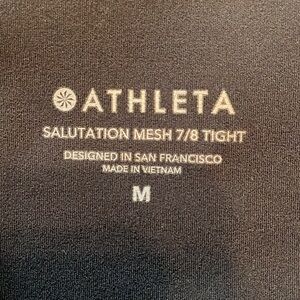 ATHLETA
SALUTATION MESH 7/8 TIGHT
DESIGNED IN SAN FRANCISCO
MADE IN VIETNAM
M